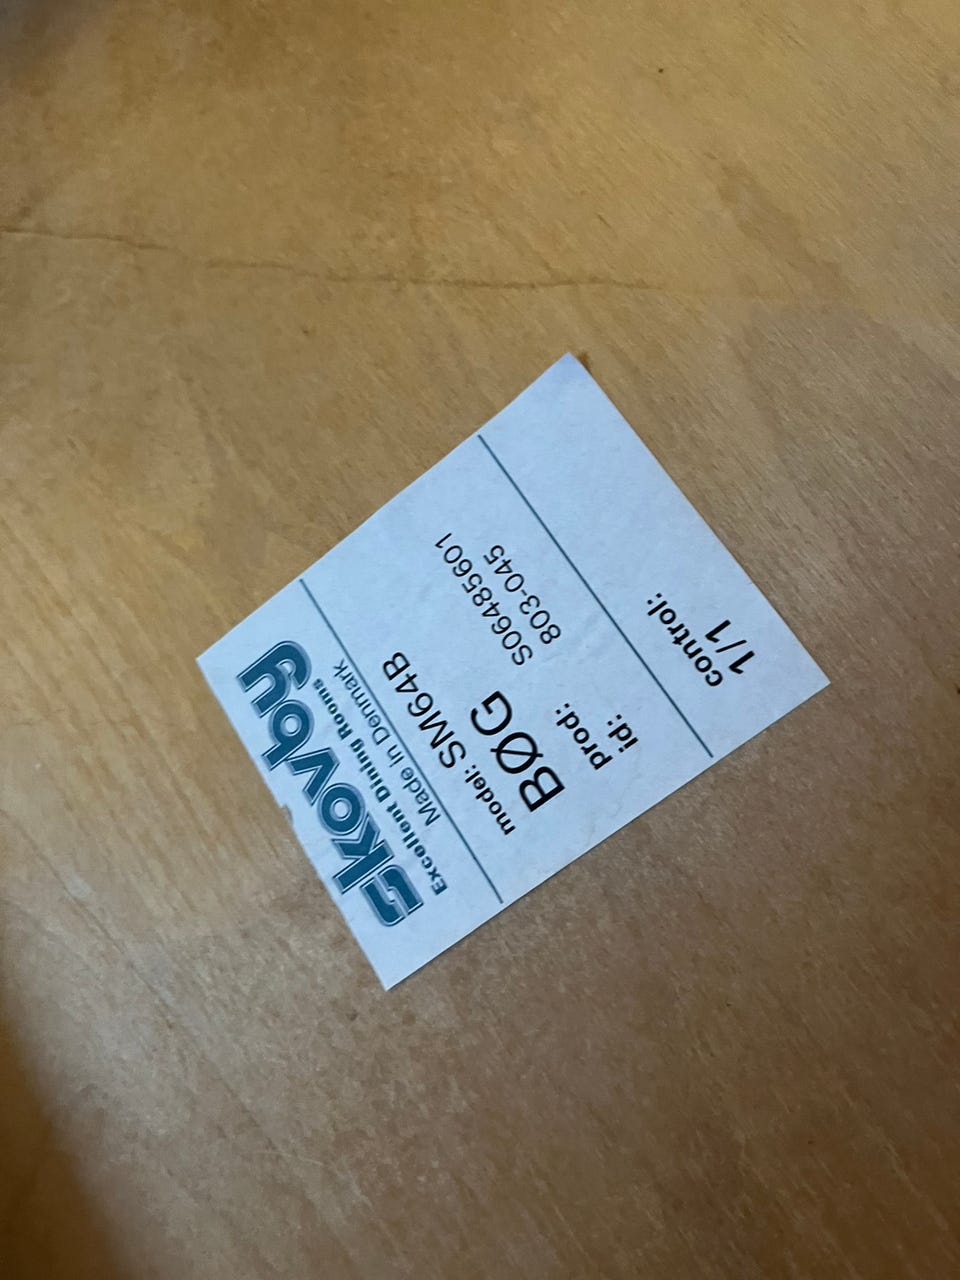 skovby
Excellent Dining Rooms
Made in Denmark
model: SM64B
BØG
prod: S06485601
id: 803-045
control:
1/1